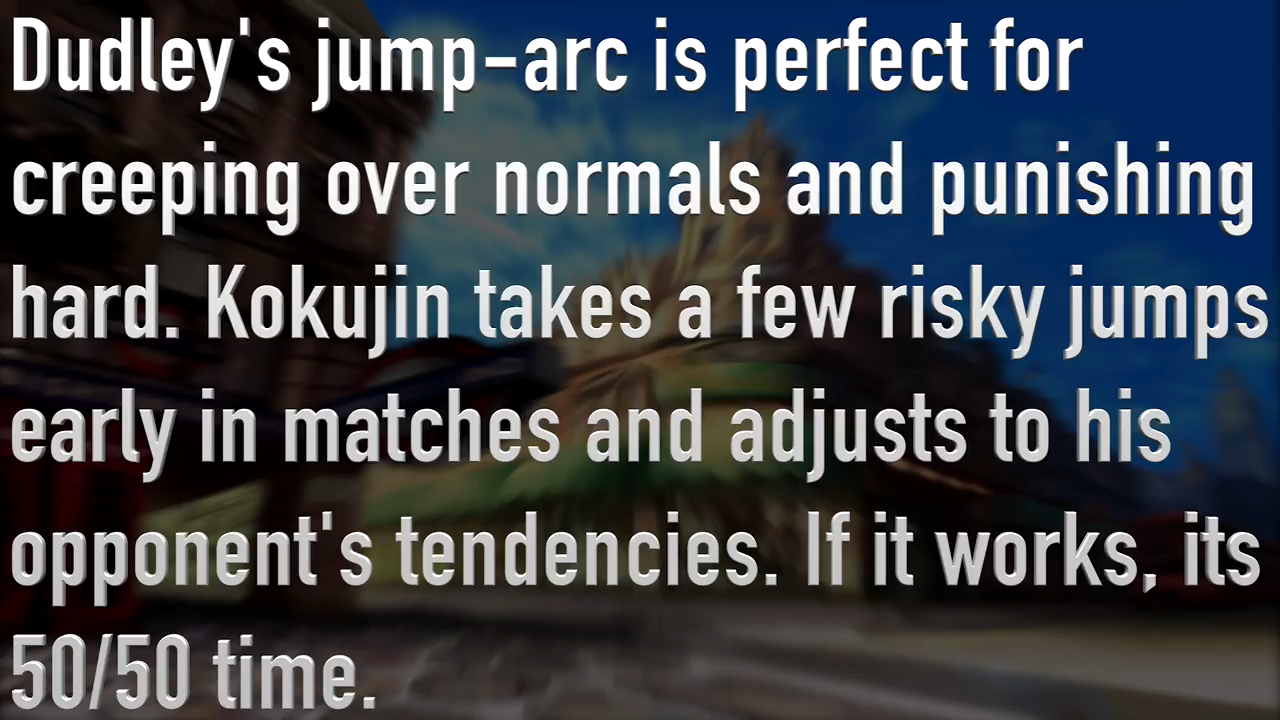 Dudley's jump-arc is perfect for
creeping over normals and punishing
hard. Kokujin takes a few risky jumps
early in matches and adjusts to his
opponent's tendencies. If it works, its
50/50 time.